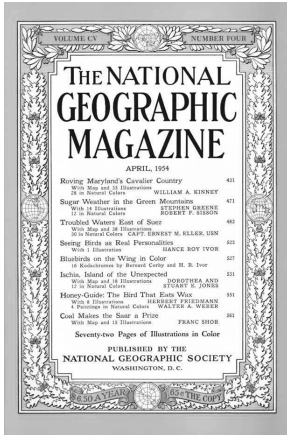 VOLUME CV
NUMBER FOUR
THE NATIONAL
GEOGRAPHIC
MAGAZINE
APRIL, 1954
Roving Maryland's Cavalier Country 431
With Map and 33 Illustrations
28 in Natural Colors WILLIAM A. KINNEY
Sugar Weather in the Green Mountains 471
With 14 Illustrations STEPHEN GREENE
12 in Natural Colors ROBERT F. SISSON
Troubled Waters East of Suez 483
With Map and 38 Illustrations
30 in Natural Colors CAPT. ERNEST M. ELLER, USN
Seeing Birds as Real Personalities 523
With 1 Illustration HANCE ROY IVOR
Bluebirds on the Wing in Color 527
16 Kodachromes by Bernard Corby and H. R. Ivor
Ischia, Island of the Unexpected 531
With Map and 16 Illustrations DOROTHEA AND
12 in Natural Colors STUART E. JONES
Honey-Guide: The Bird That Eats Wax 551
With 8 Illustrations HERBERT FRIEDMANN
4 Paintings in Natural Colors WALTER A. WEBER
Coal Makes the Saar a Prize 561
With Map and 13 Illustrations FRANC SHOR
Seventy-two Pages of Illustrations in Color
PUBLISHED BY THE
NATIONAL GEOGRAPHIC SOCIETY
WASHINGTON, D. C.
$6.50 A YEAR
65¢ THE COPY